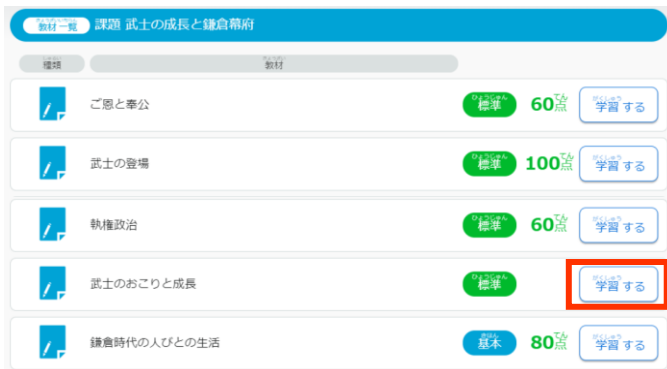 教材一覧 課題 武士の成長と鎌倉幕府
種類 教材
ご恩と奉公 標準 60点 学習する
武士の登場 標準 100点 学習する
執権政治 標準 60点 学習する
武士のおこりと成長 標準 学習する
鎌倉時代の人びとの生活 基本 80点 学習する